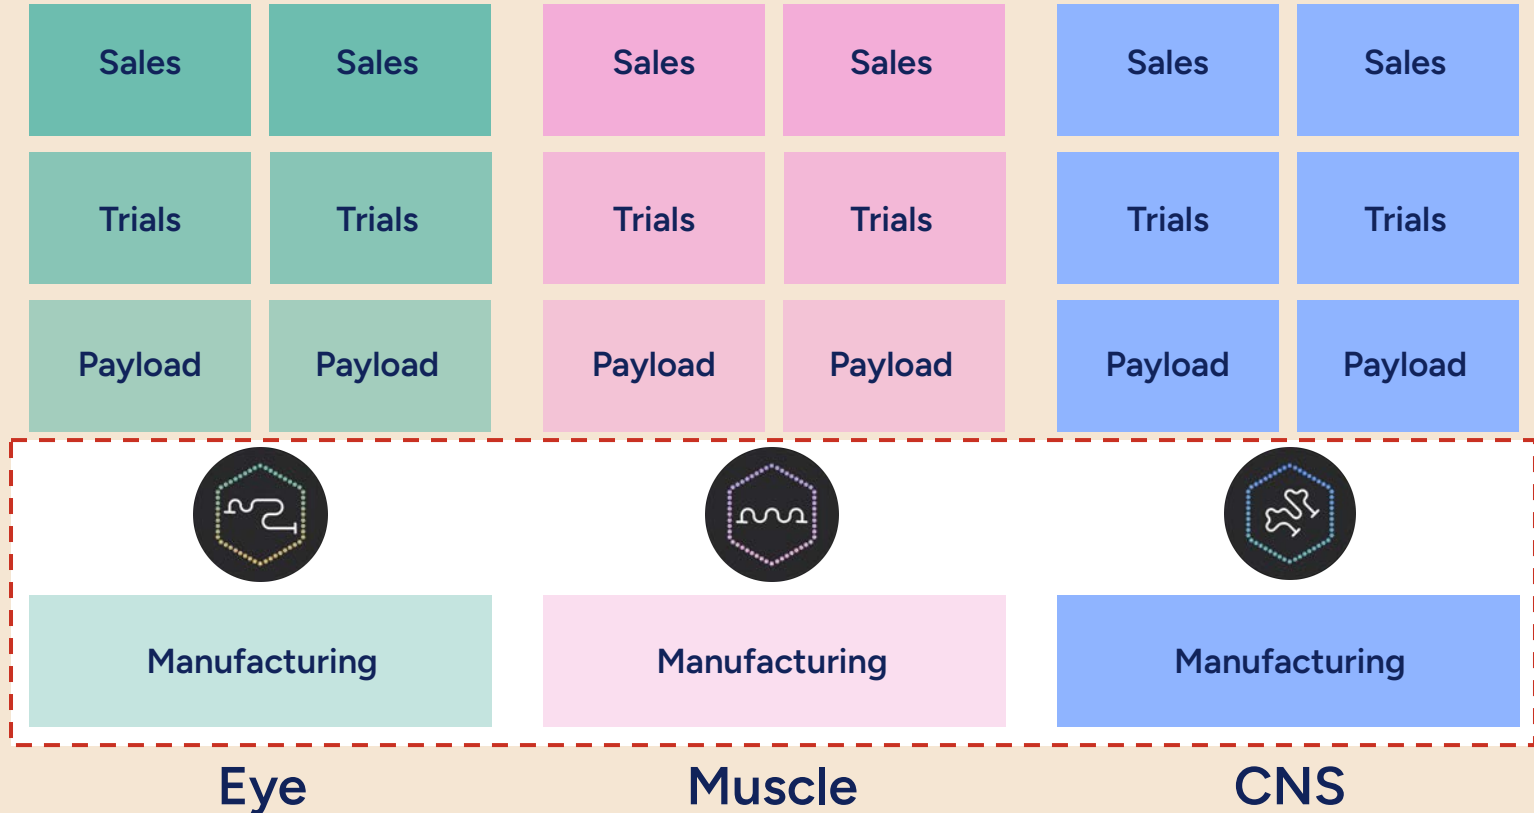 Sales Sales Sales Sales Sales Sales
Trials Trials Trials Trials Trials Trials
Payload Payload Payload Payload Payload Payload
Manufacturing Manufacturing Manufacturing
Eye Muscle CNS